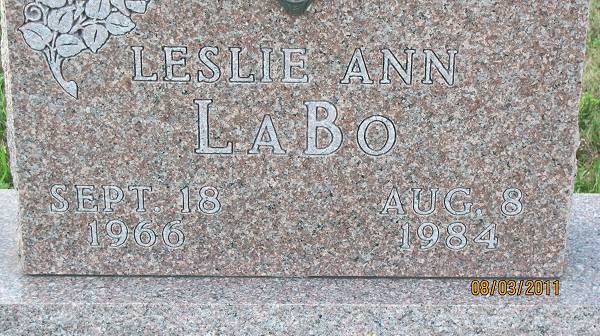 LESLIE ANN
LABO
SEPT. 18 AUG. 8
1966 1984
08/03/2011